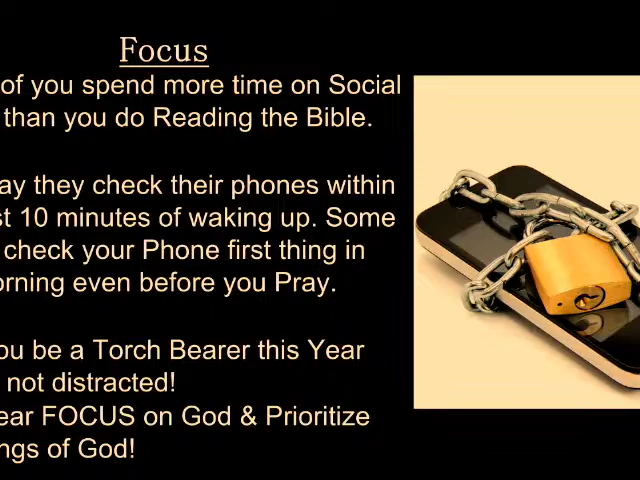 Focus
of you spend more time on Social
than you do Reading the Bible.
ay they check their phones within
st 10 minutes of waking up. Some
check your Phone first thing in
orning even before you Pray.
ou be a Torch Bearer this Year
not distracted!
ear FOCUS on God & Prioritize
ngs of God!